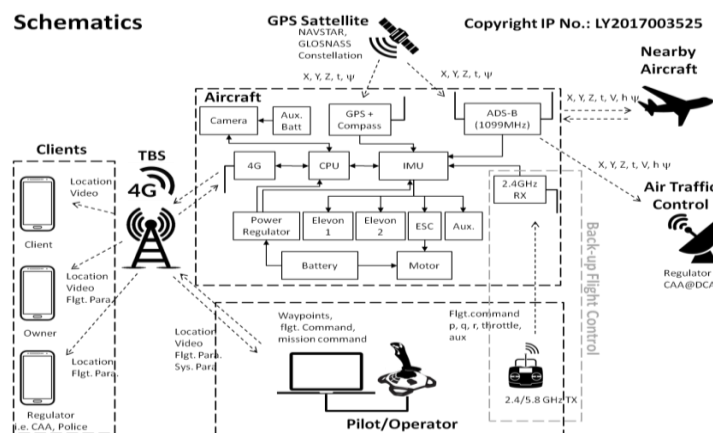 Schematics
GPS Sattellite
NAVSTAR,
GLOSNASS
Constellation
Copyright IP No.: LY2017003525
Nearby
Aircraft
X, Y, Z, t, ψ
X, Y, Z, t, ψ
X, Y, Z, t, V, h ψ
Aircraft
Camera
Aux.
Batt
GPS +
Compass
ADS-B
(1099MHz)
Clients
TBS
4G
Location
Video
Client
4G
CPU
IMU
2.4GHz
RX
X, Y, Z, t, V, h ψ
Air Traffic
Control
Regulator
CAA@DCA
Power
Regulator
Elevon
1
Elevon
2
ESC
Aux.
Battery
Motor
Back-up Flight Control
Location
Video
Flgt. Para.
Owner
Location
Flgt. Para.
Regulator
i.e. CAA, Police
Location
Video
Flgt. Para.
Sys. Para
Waypoints,
flgt. Command,
mission command
Flgt.command
p, q, r, throttle,
aux
2.4/5.8 GHz TX
Pilot/Operator